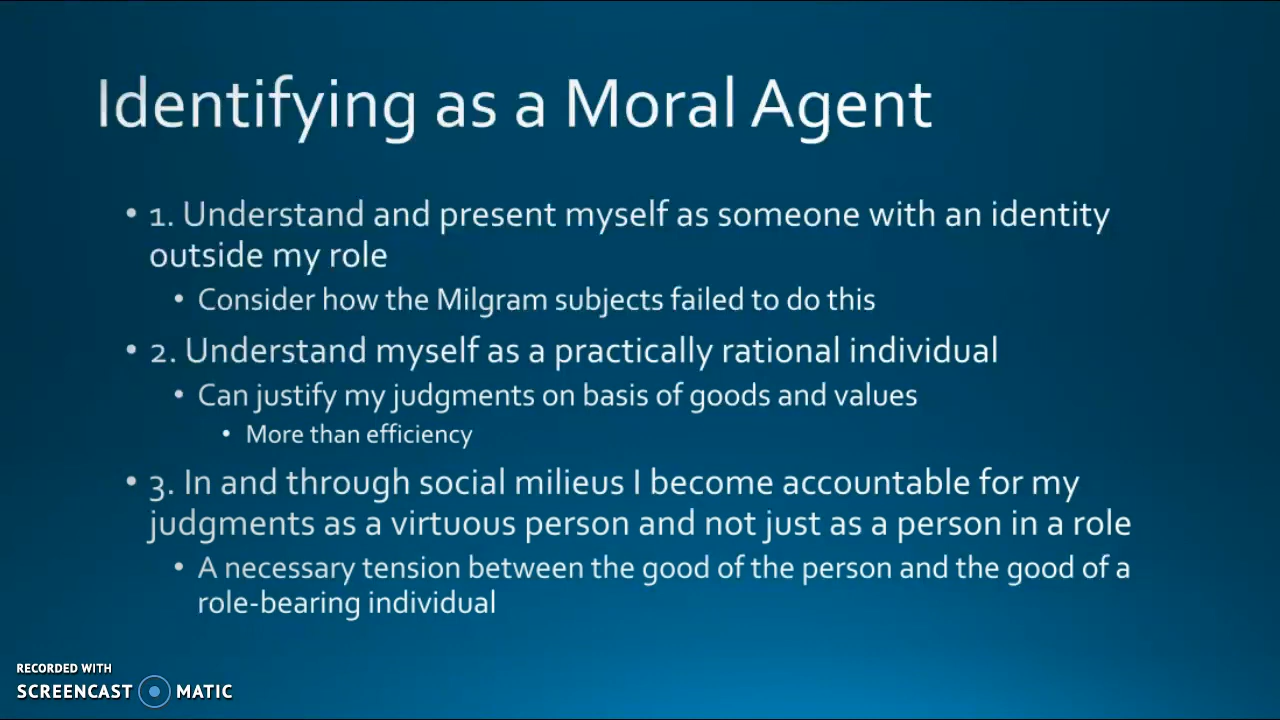 Identifying as a Moral Agent
• 1. Understand and present myself as someone with an identity
outside my role
• Consider how the Milgram subjects failed to do this
• 2. Understand myself as a practically rational individual
• Can justify my judgments on basis of goods and values
• More than efficiency
• 3. In and through social milieus I become accountable for my
judgments as a virtuous person and not just as a person in a role
• A necessary tension between the good of the person and the good of a
role-bearing individual
RECORDED WITH
SCREENCAST MATIC